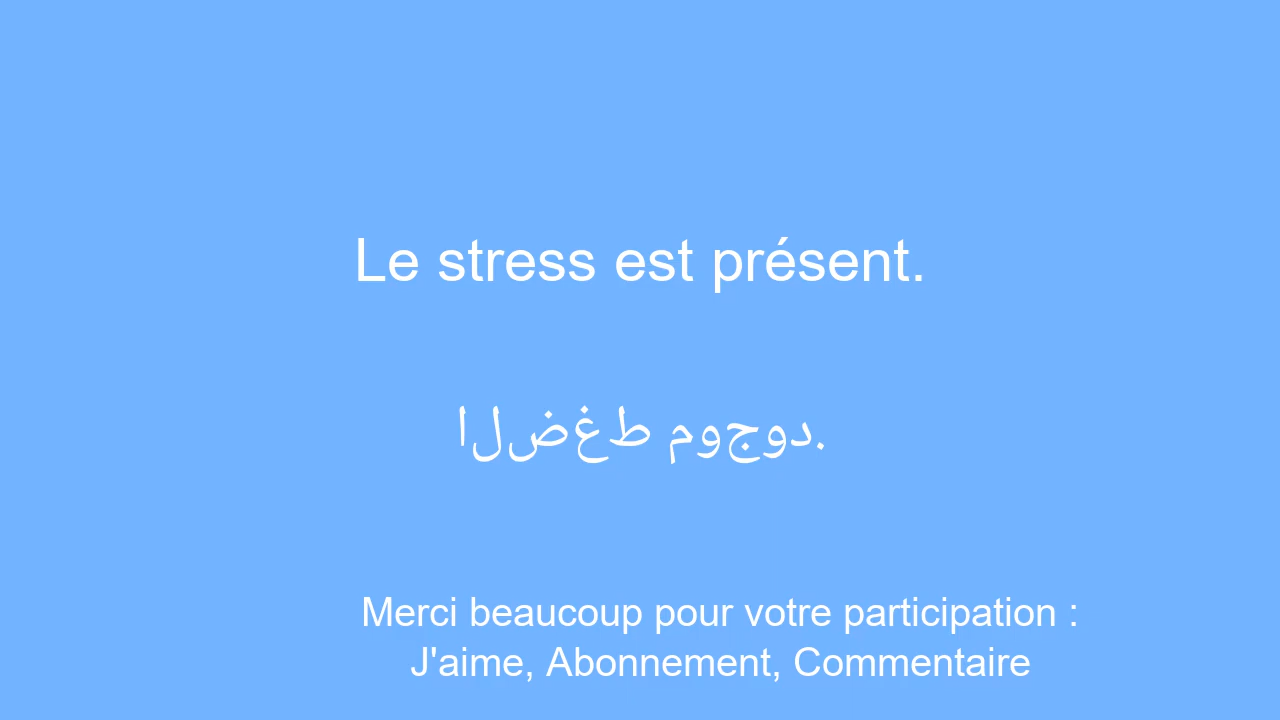 Le stress est présent.
الضغط موجود.
Merci beaucoup pour votre participation :
J'aime, Abonnement, Commentaire